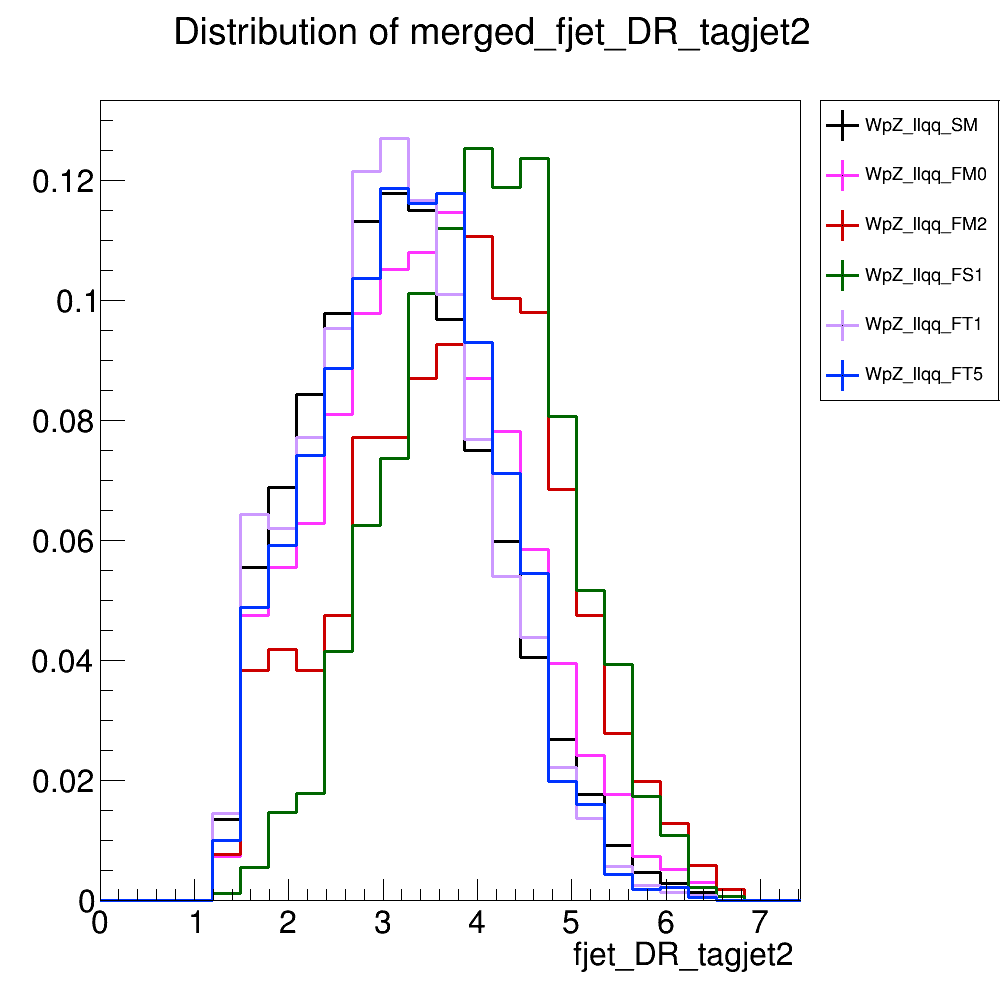 Distribution of merged_fjet_DR_tagjet2
WpZ_llqq_SM
WpZ_llqq_FM0
WpZ_llqq_FM2
WpZ_llqq_FS1
WpZ_llqq_FT1
WpZ_llqq_FT5
0.12
0.1
0.08
0.06
0.04
0.02
0
0 1 2 3 4 5 6 7
fjet_DR_tagjet2